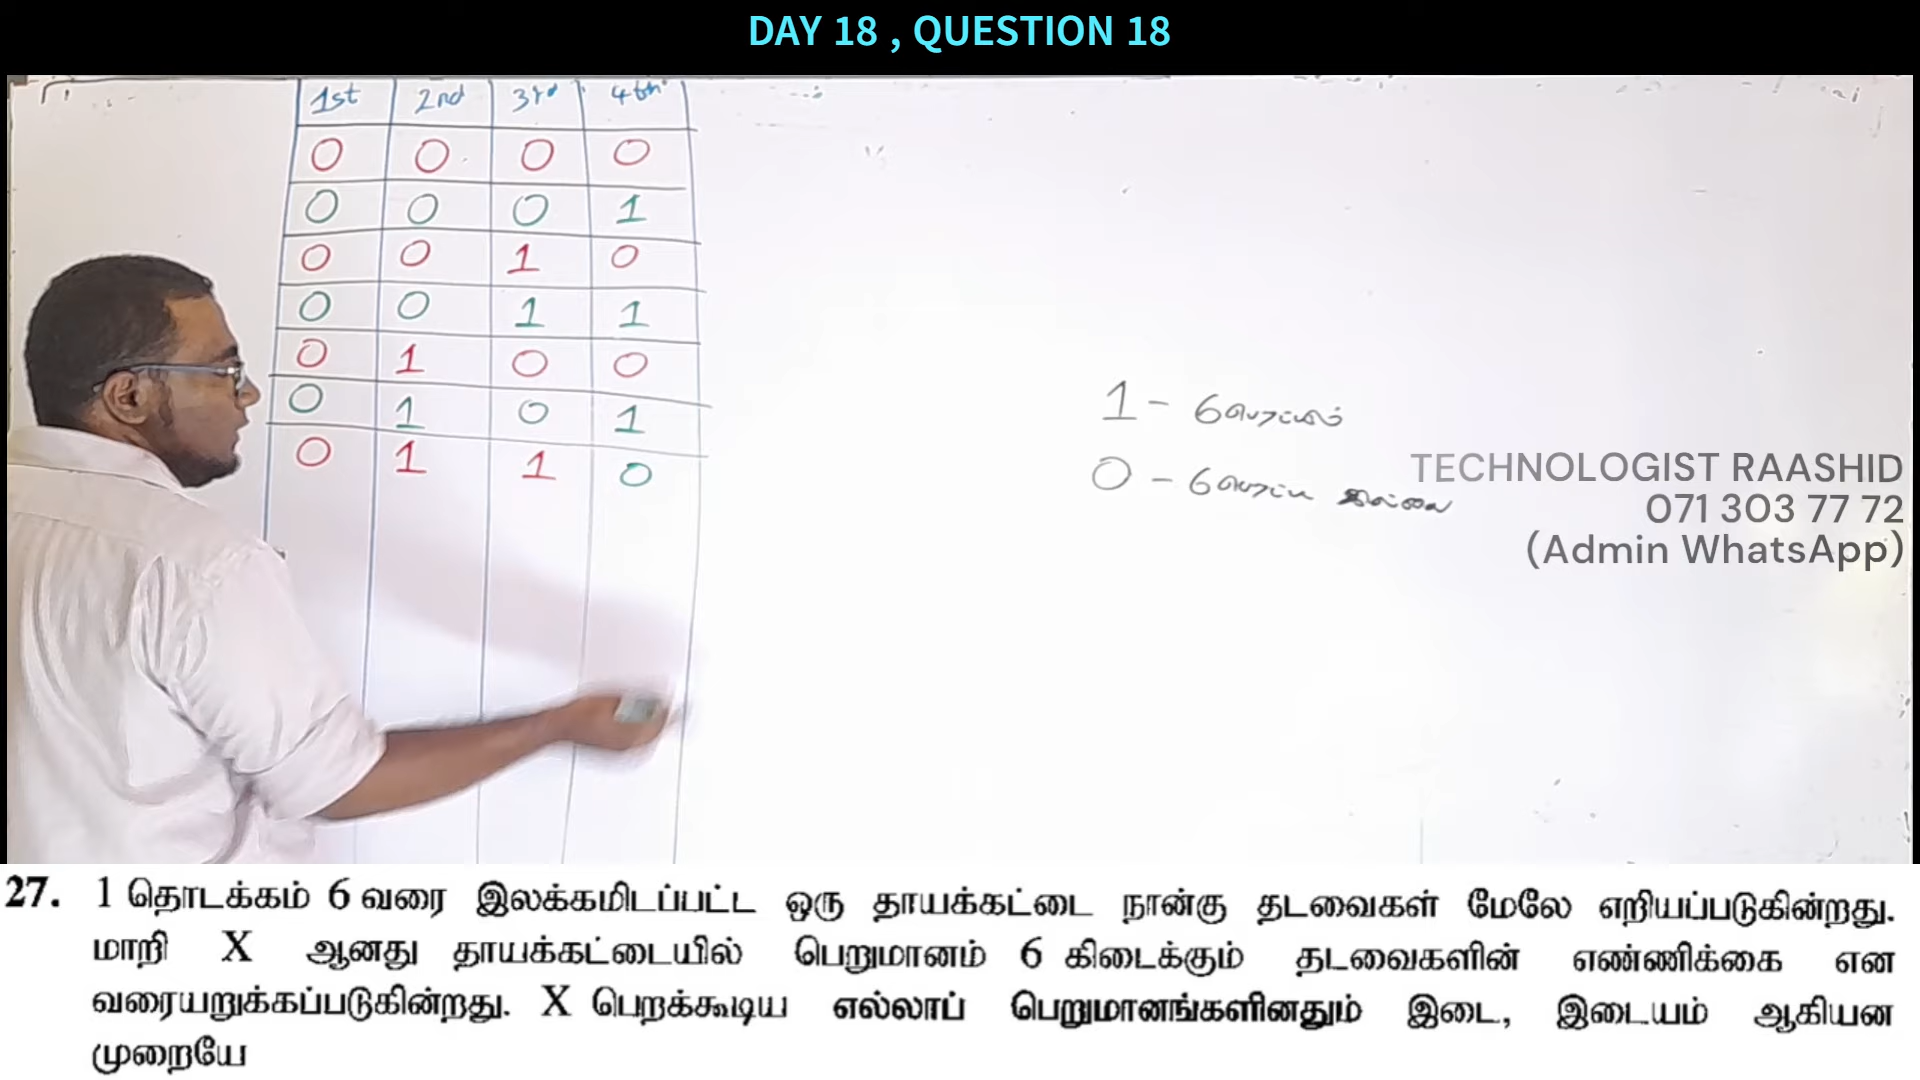 DAY 18 , QUESTION 18
1st 2nd 3rd 4th
0 0 0 0
0 0 0 1
0 0 1 0
0 0 1 1
0 1 0 0
0 1 0 1
0 1 1 0
1 - பெறப்படும்
0 - பெறப்பட இல்லை
TECHNOLOGIST RAASHID
071 303 77 72
(Admin WhatsApp)
27. 1 தொடக்கம் 6 வரை இலக்கமிடப்பட்ட ஒரு தாயக்கட்டை நான்கு தடவைகள் மேலே எறியப்படுகின்றது.
மாறி X ஆனது தாயக்கட்டையில் பெறுமானம் 6 கிடைக்கும் தடவைகளின் எண்ணிக்கை என
வரையறுக்கப்படுகின்றது. X பெறக்கூடிய எல்லாப் பெறுமானங்களினதும் இடை, இடையம் ஆகியன
முறையே